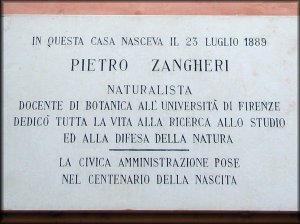 IN QUESTA CASA NASCEVA IL 23 LUGLIO 1889
PIETRO ZANGHERI
NATURALISTA
DOCENTE DI BOTANICA ALL' UNIVERSITÀ DI FIRENZE
DEDICÒ TUTTA LA VITA ALLA RICERCA ALLO STUDIO
ED ALLA DIFESA DELLA NATURA
LA CIVICA AMMINISTRAZIONE POSE
NEL CENTENARIO DELLA NASCITA